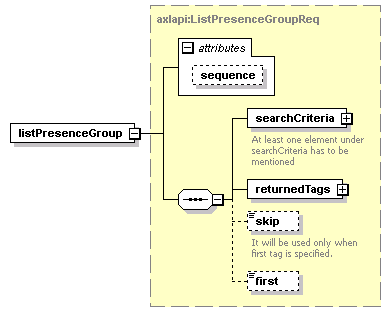 axlapi:ListPresenceGroupReq
attributes
sequence
listPresenceGroup
searchCriteria
At least one element under
searchCriteria has to be
mentioned
returnedTags
skip
It will be used only when
first tag is specified.
first